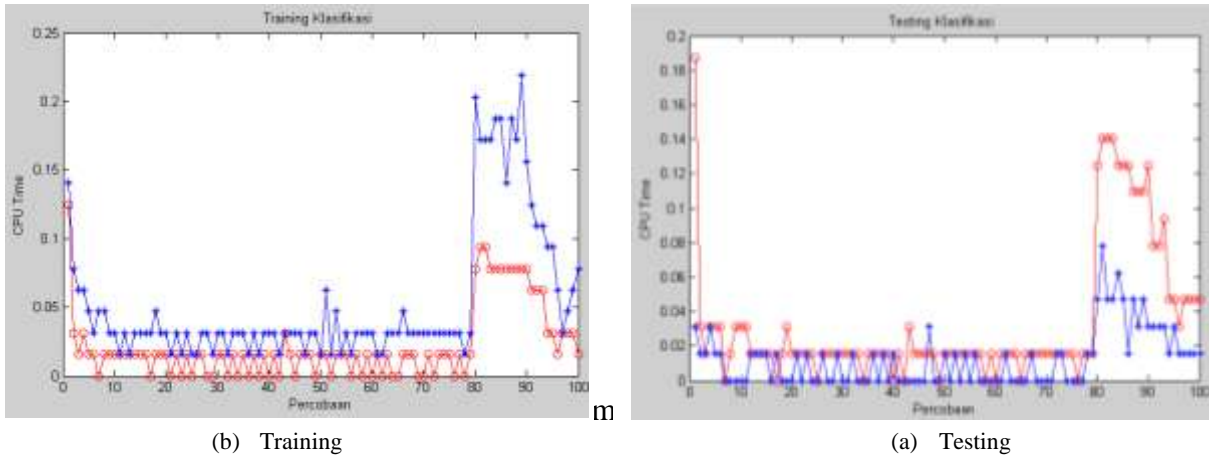 Training Klasifikasi
0.25
0.2
0.15
0.1
0.05
0
CPU Time
0 10 20 30 40 50 60 70 80 90 100
Percobaan
(b) Training
m
Testing Klasifikasi
0.2
0.18
0.16
0.14
0.12
0.1
0.08
0.06
0.04
0.02
0
CPU Time
0 10 20 30 40 50 60 70 80 90 100
Percobaan
(a) Testing